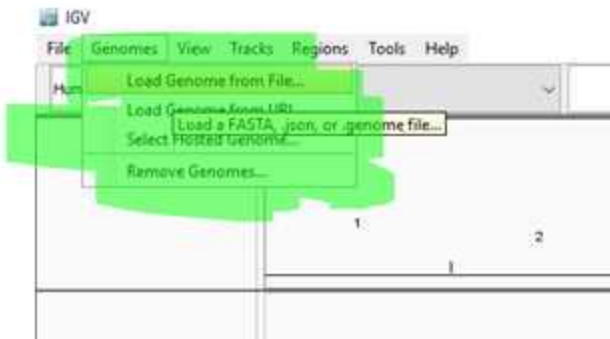 IGV
File Genomes View Tracks Regions Tools Help
Hum
Load Genome from File...
Load Genome from URL...
Load a FASTA, .json, or .genome file...
Select Hosted Genome...
Remove Genomes...
1
2